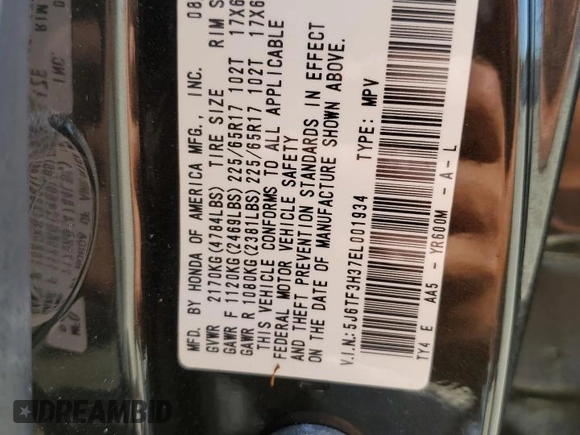 MFD. BY HONDA OF AMERICA MFG., INC. 08
GVWR 2170KG(4784LBS) TIRE SIZE RIM S
GAWR F 1120KG(2469LBS) 225/65R17 102T 17X6
GAWR R 1080KG(2381LBS) 225/65R17 102T 17X6
THIS VEHICLE CONFORMS TO ALL APPLICABLE
FEDERAL MOTOR VEHICLE SAFETY
AND THEFT PREVENTION STANDARDS IN EFFECT
ON THE DATE OF MANUFACTURE SHOWN ABOVE.
V.I.N.:5J6TF3H37EL001934 TYPE: MPV
TY4 E AA5 - YR600M - A - L
DREAMBID